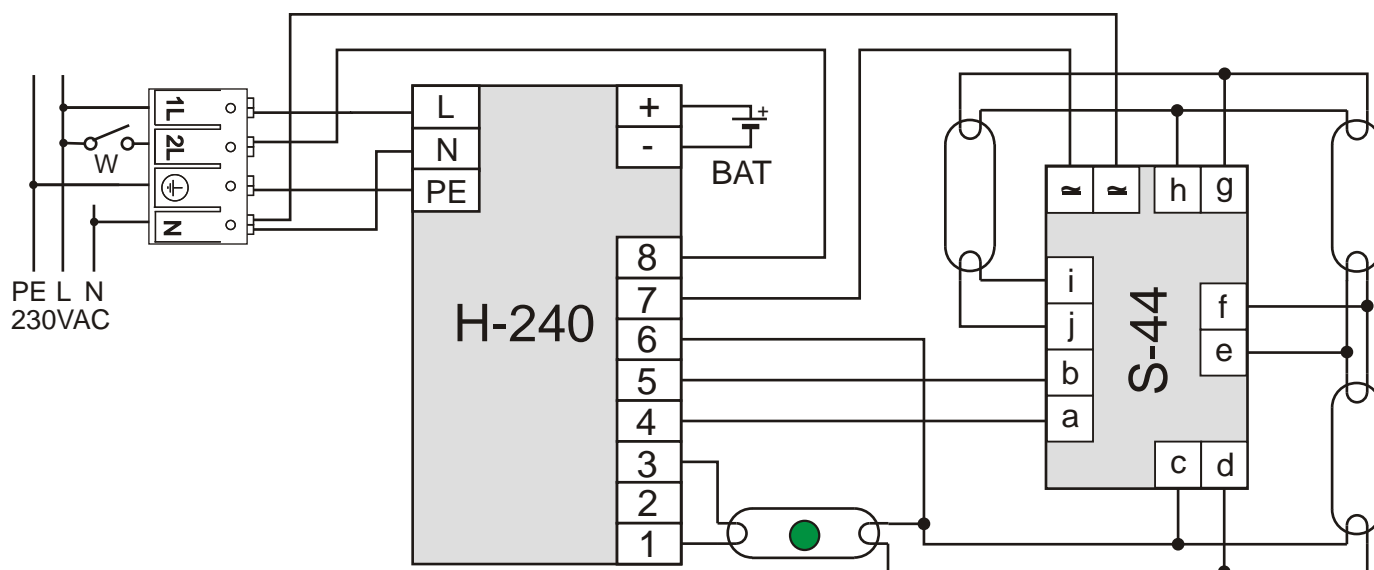 1L
2L
W
N
PE L N
230VAC
L
N
PE
+
-
+
BAT
H-240
8
7
6
5
4
3
2
1
≃ ≃ h g
i
j
b
a
f
e
S-44
c d